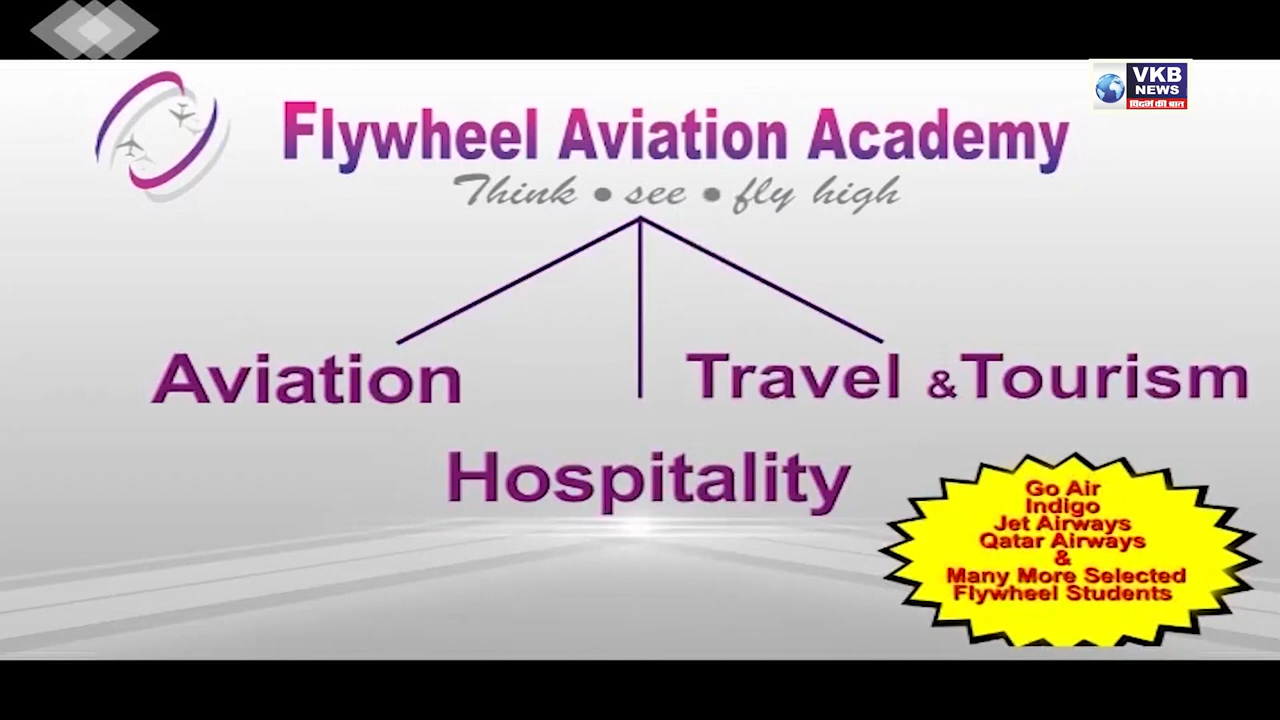 VKB
NEWS
विदर्भ की बात
Flywheel Aviation Academy
Think • see • fly high
Aviation
Travel & Tourism
Hospitality
Go Air
Indigo
Jet Airways
Qatar Airways
&
Many More Selected
Flywheel Students